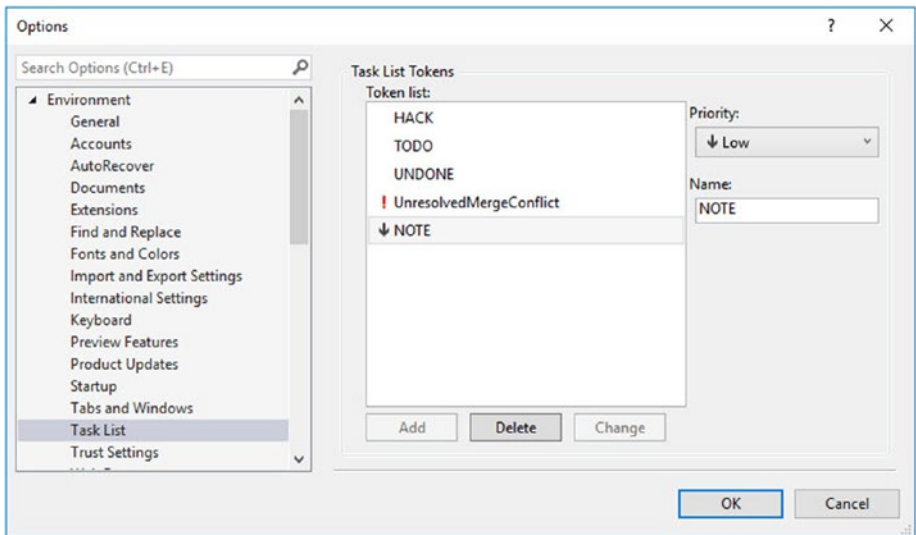 Options
Search Options (Ctrl+E)
Environment
General
Accounts
AutoRecover
Documents
Extensions
Find and Replace
Fonts and Colors
Import and Export Settings
International Settings
Keyboard
Preview Features
Product Updates
Startup
Tabs and Windows
Task List
Trust Settings
Task List Tokens
Token list:
HACK
TODO
UNDONE
! UnresolvedMergeConflict
↓ NOTE
Priority:
↓ Low
Name:
NOTE
Add Delete Change
OK Cancel